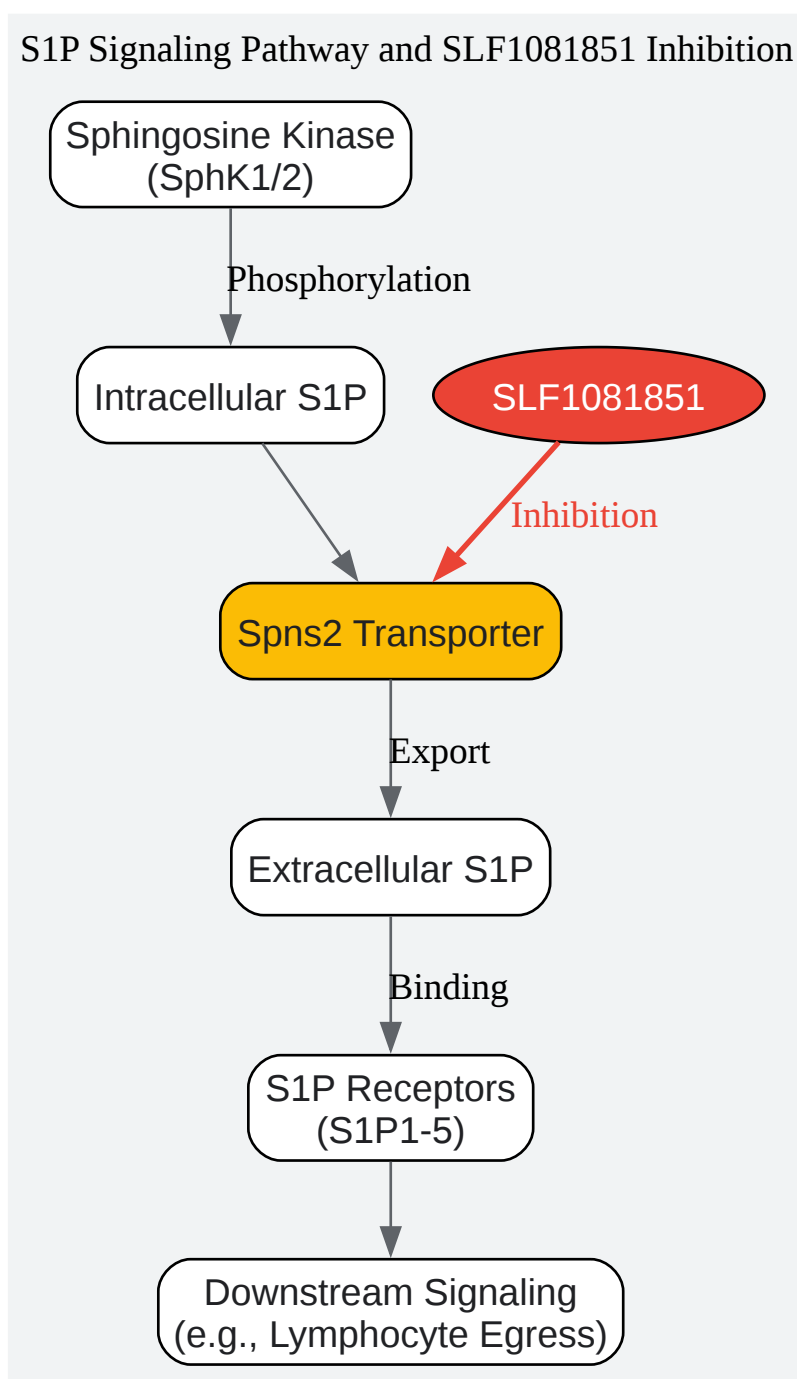 S1P Signaling Pathway and SLF1081851 Inhibition
Sphingosine Kinase
(SphK1/2)
Phosphorylation
Intracellular S1P
SLF1081851
Inhibition
Spns2 Transporter
Export
Extracellular S1P
Binding
S1P Receptors
(S1P1-5)
Downstream Signaling
(e.g., Lymphocyte Egress)